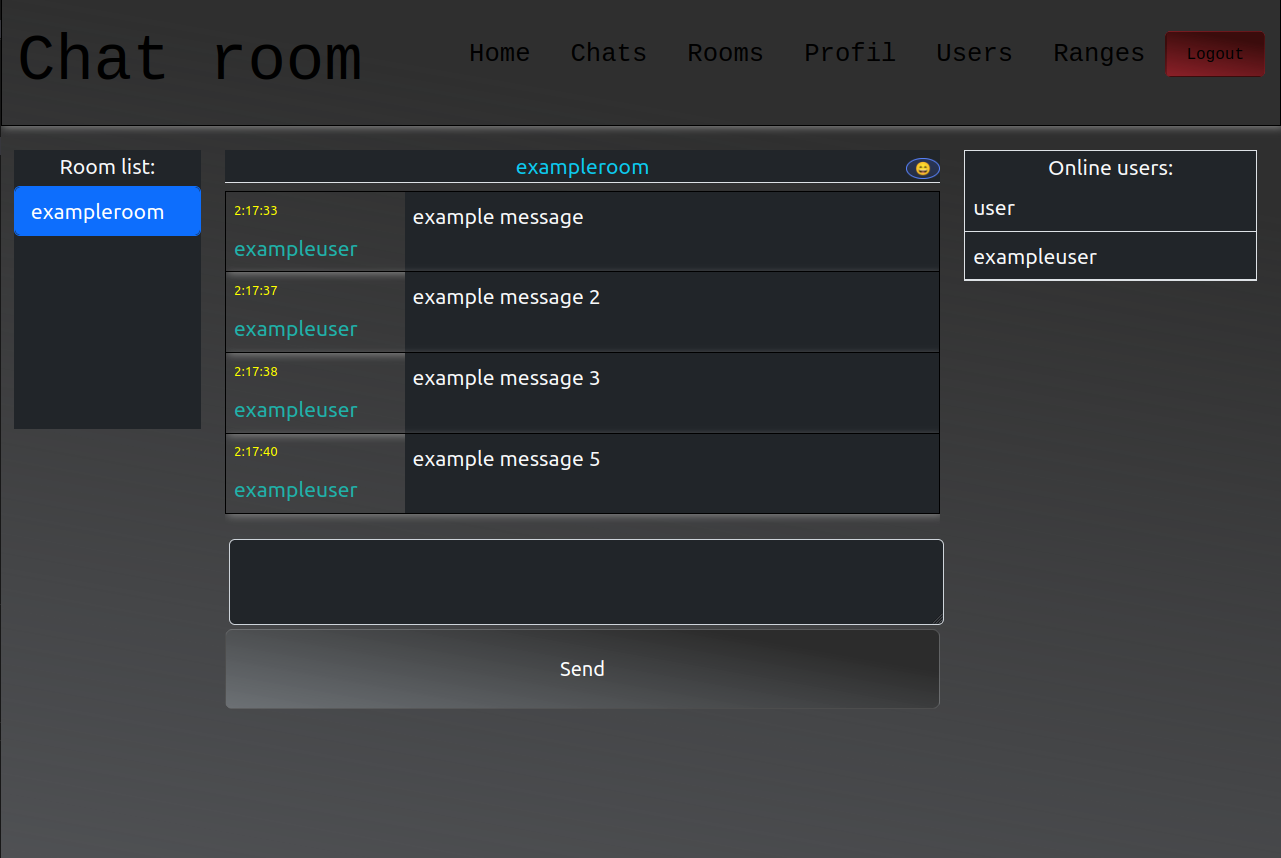 Chat room
Home Chats Rooms Profil Users Ranges Logout
Room list:
exampleroom
exampleroom
2:17:33
exampleuser
example message
2:17:37
exampleuser
example message 2
2:17:38
exampleuser
example message 3
2:17:40
exampleuser
example message 5
Send
Online users:
user
exampleuser